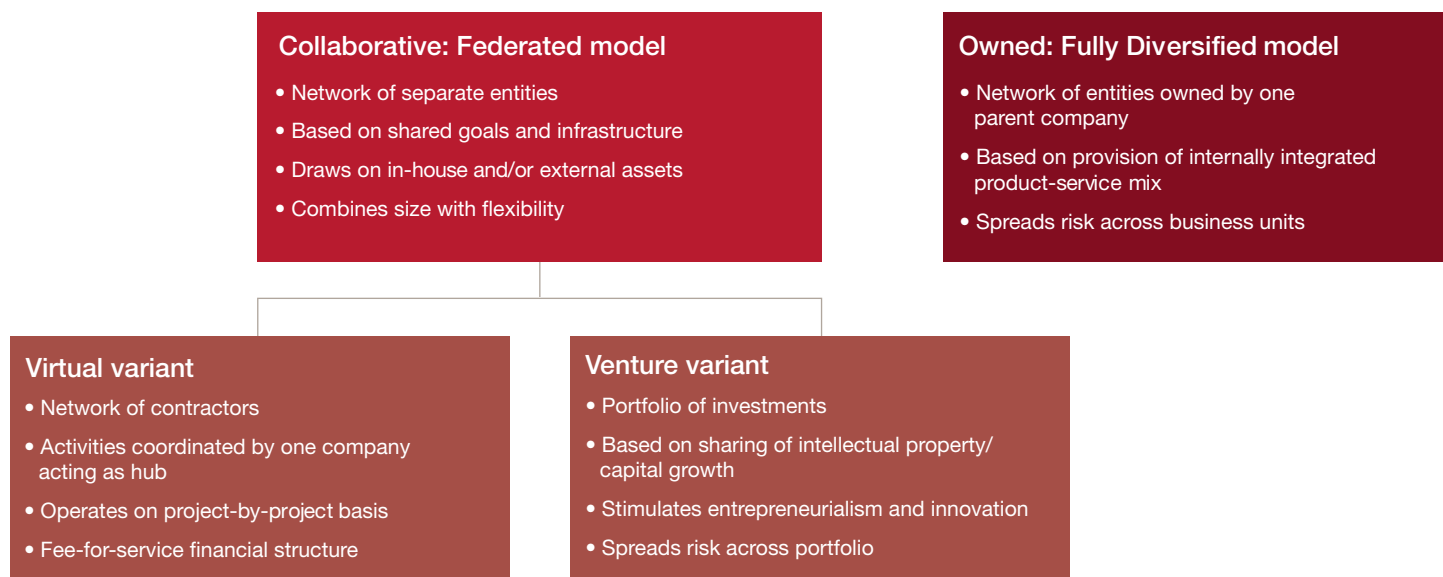 Collaborative: Federated model
• Network of separate entities
• Based on shared goals and infrastructure
• Draws on in-house and/or external assets
• Combines size with flexibility
Owned: Fully Diversified model
• Network of entities owned by one
parent company
• Based on provision of internally integrated
product-service mix
• Spreads risk across business units
Virtual variant
• Network of contractors
• Activities coordinated by one company
acting as hub
• Operates on project-by-project basis
• Fee-for-service financial structure
Venture variant
• Portfolio of investments
• Based on sharing of intellectual property/
capital growth
• Stimulates entrepreneurialism and innovation
• Spreads risk across portfolio